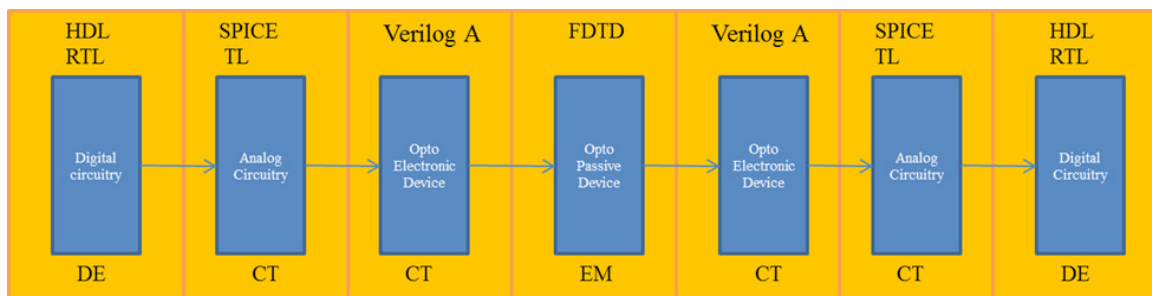 HDL
RTL
SPICE
TL
Verilog A
FDTD
Verilog A
SPICE
TL
HDL
RTL
Digital
circuitry
Analog
Circuitry
Opto
Electronic
Device
Opto
Passive
Device
Opto
Electronic
Device
Analog
Circuitry
Digital
Circuitry
DE
CT
CT
EM
CT
CT
DE